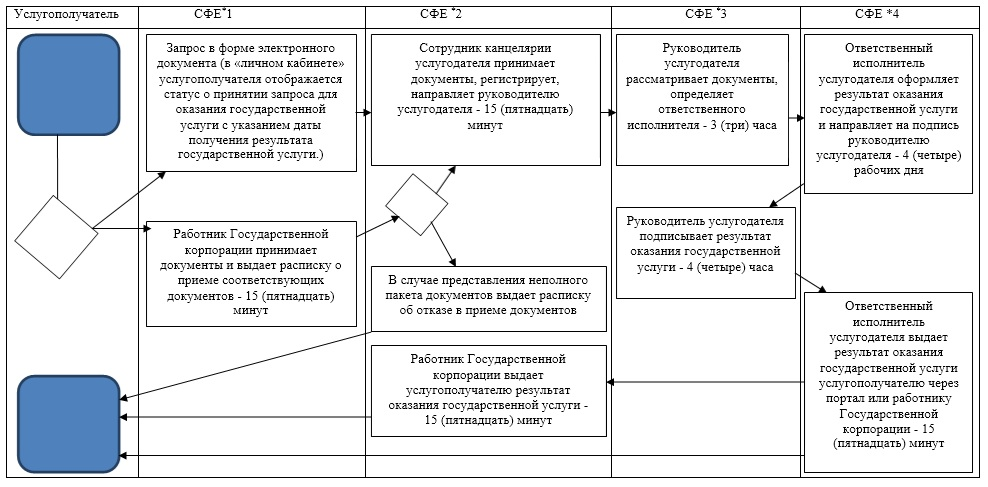 Услугополучатель
СФЕ*1
СФЕ *2
СФЕ *3
СФЕ *4
Запрос в форме электронного
документа (в «личном кабинете»
услугополучателя отображается
статус о принятии запроса для
оказания государственной
услуги с указанием даты
получения результата
государственной услуги.)
Сотрудник канцелярии
услугодателя принимает
документы, регистрирует,
направляет руководителю
услугодателя - 15 (пятнадцать)
минут
Руководитель
услугодателя
рассматривает документы,
определяет
ответственного
исполнителя - 3 (три) часа
Ответственный
исполнитель
услугодателя оформляет
результат оказания
государственной услуги
и направляет на подпись
руководителю
услугодателя - 4 (четыре)
рабочих дня
Работник Государственной
корпорации принимает
документы и выдает расписку о
приеме соответствующих
документов - 15 (пятнадцать)
минут
В случае представления неполного
пакета документов выдает расписку
об отказе в приеме документов
Руководитель услугодателя
подписывает результат
оказания государственной
услуги - 4 (четыре) часа
Работник Государственной
корпорации выдает
услугополучателю результат
оказания государственной услуги -
15 (пятнадцать) минут
Ответственный
исполнитель
услугодателя выдает
результат оказания
государственной услуги
услугополучателю через
портал или работнику
Государственной
корпорации - 15
(пятнадцать) минут